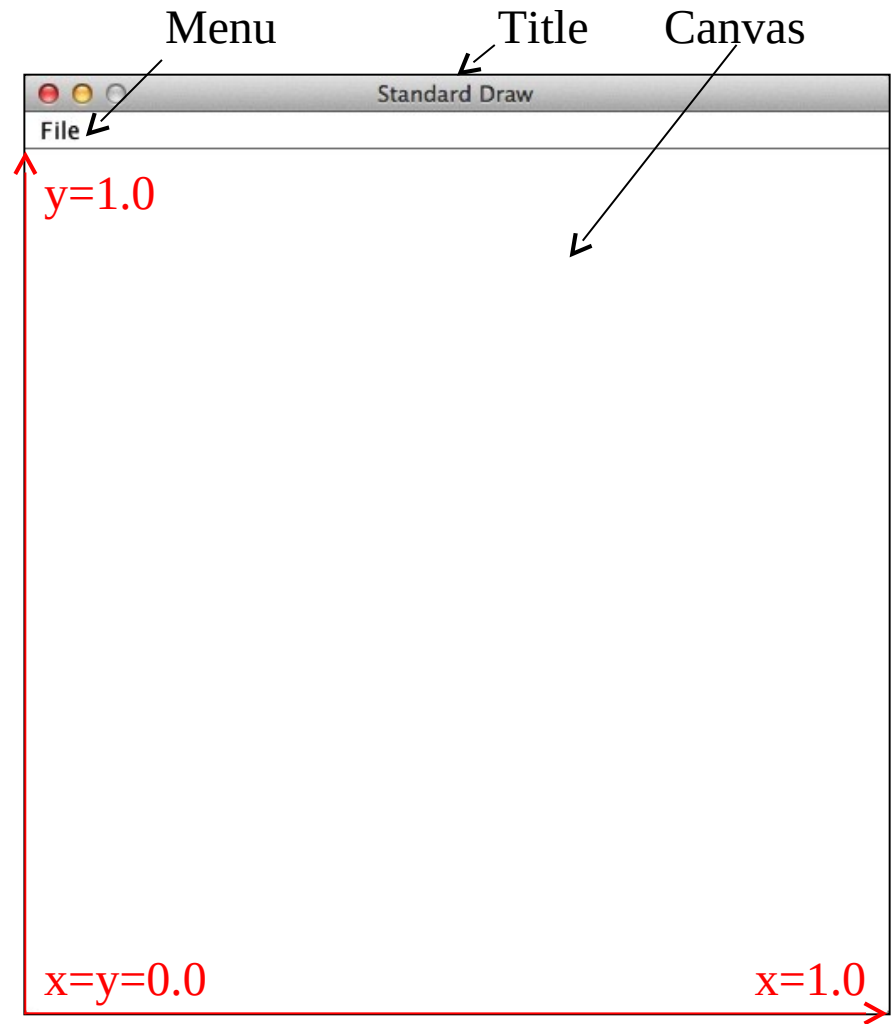 Menu Title Canvas
Standard Draw
File
y=1.0
x=y=0.0 x=1.0